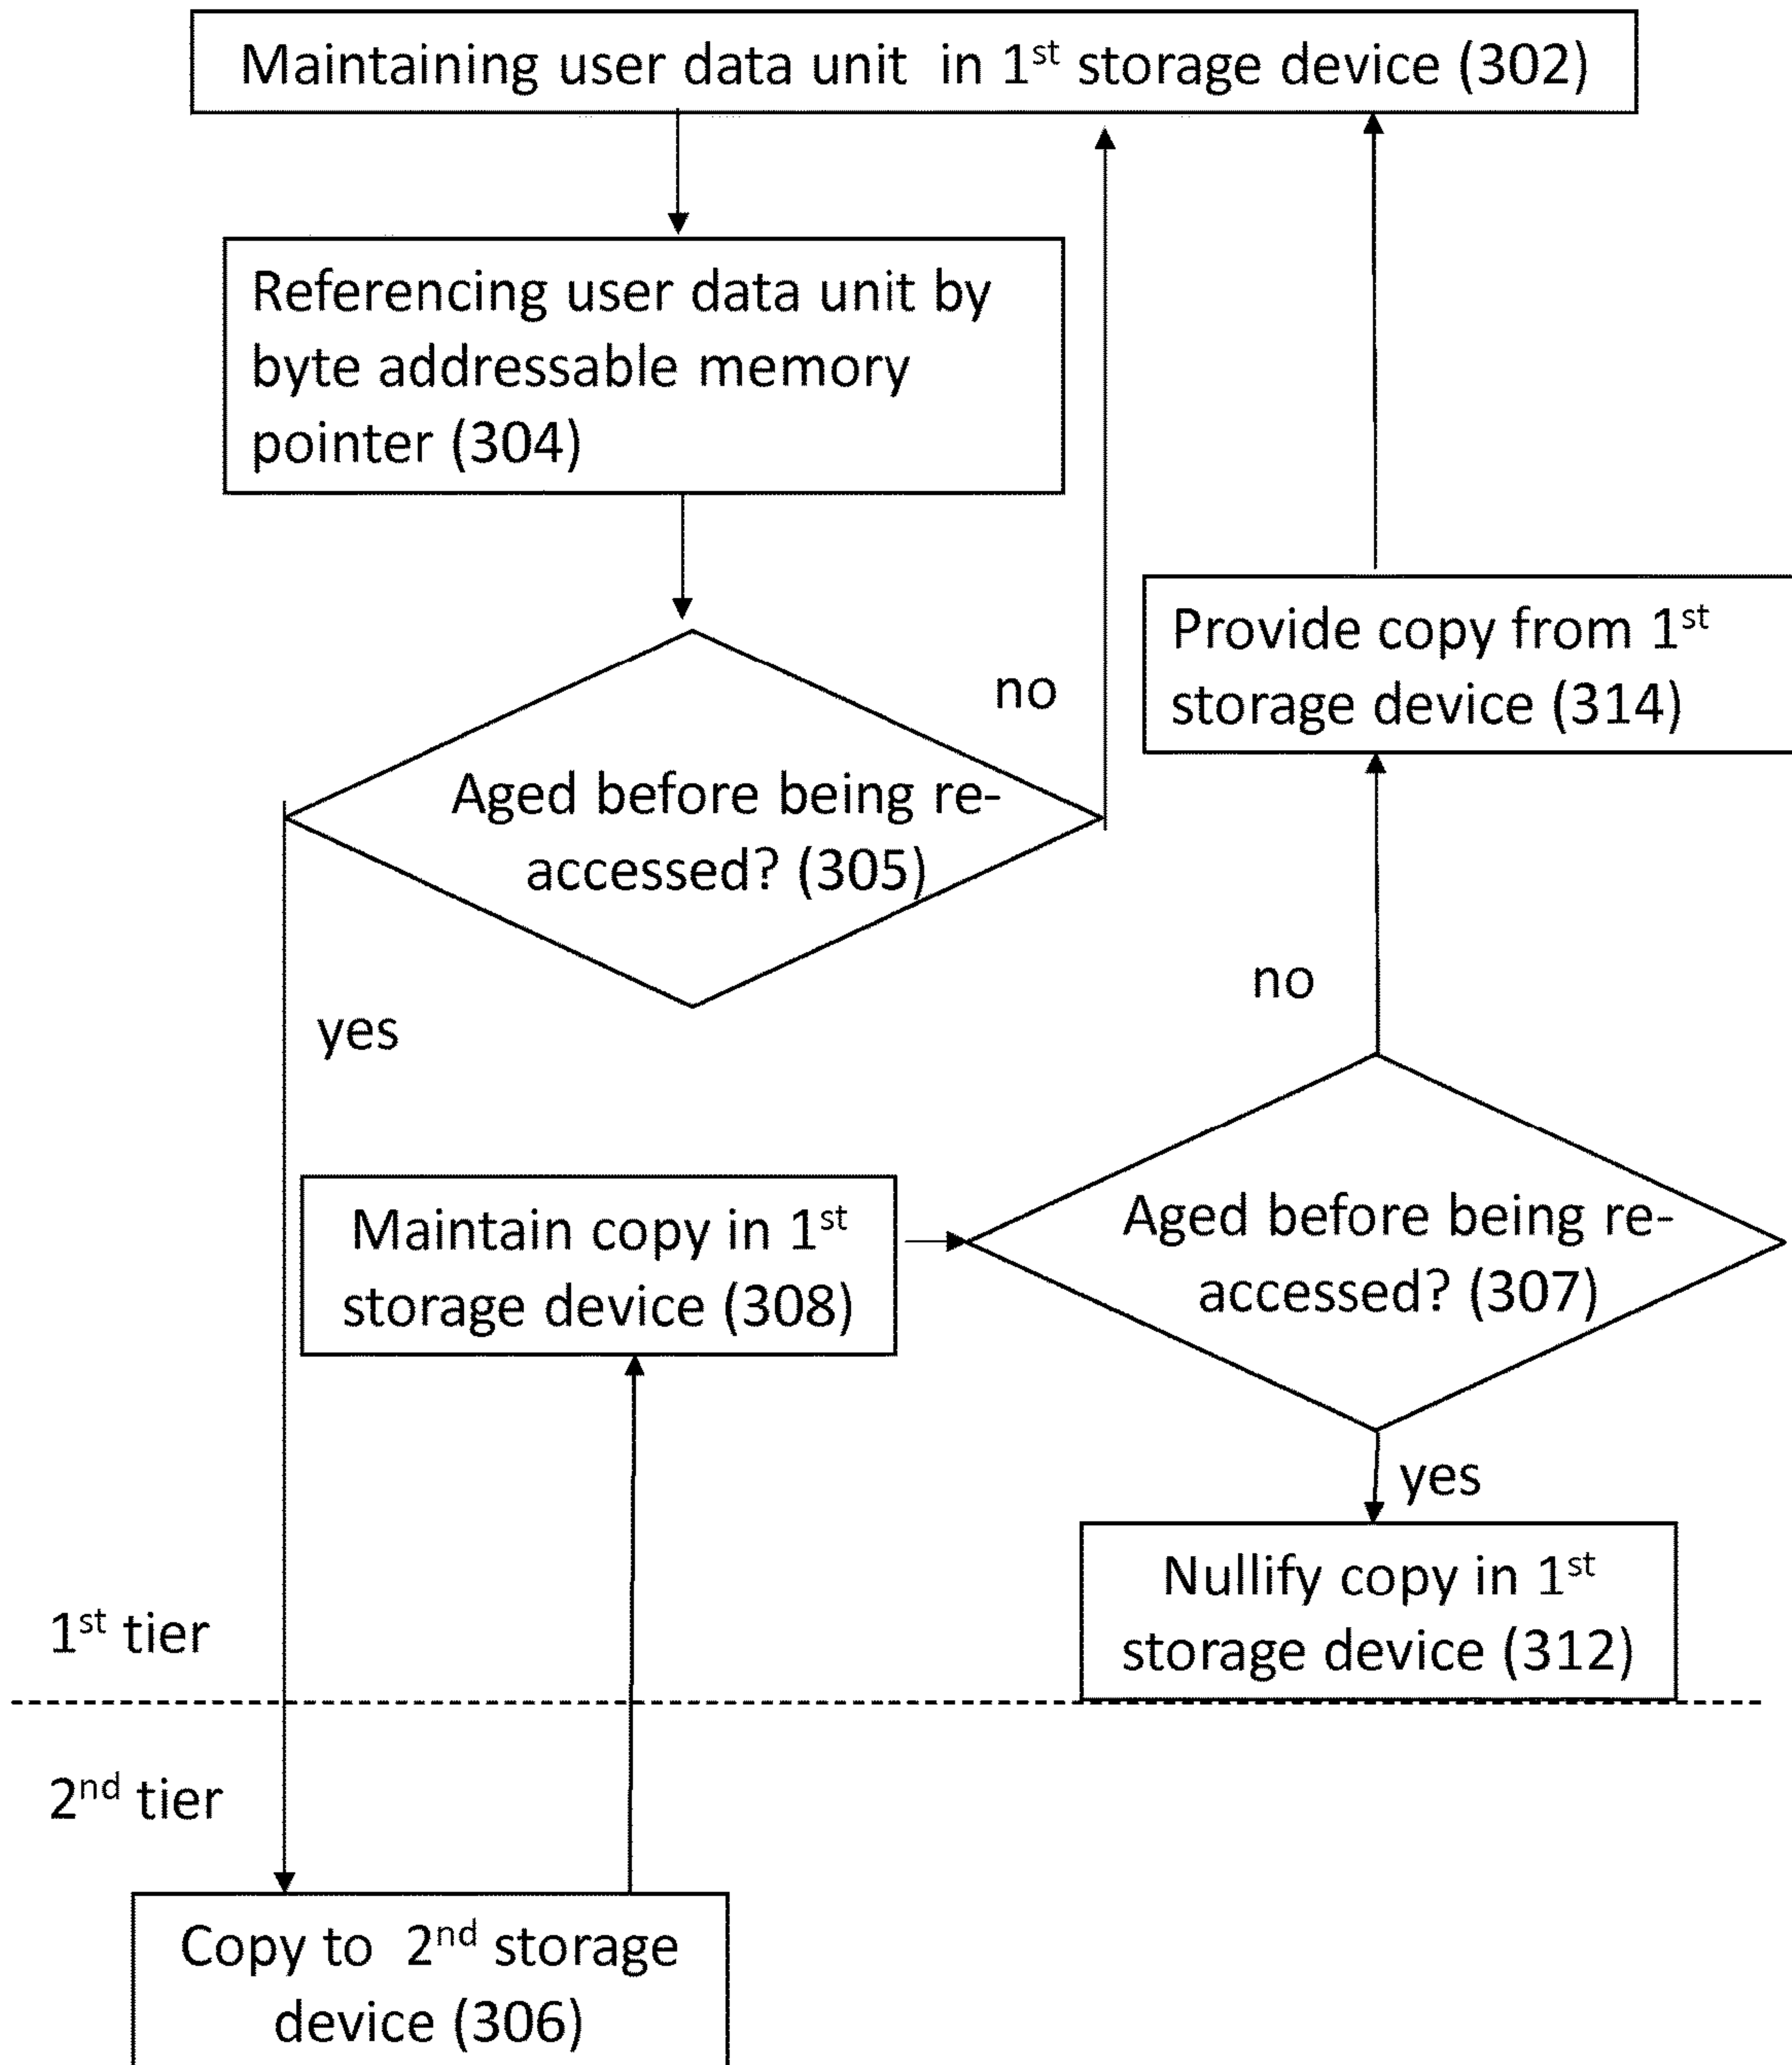 Maintaining user data unit in 1st storage device (302)
Referencing user data unit by
byte addressable memory
pointer (304)
Provide copy from 1st
storage device (314)
no
Aged before being re-
accessed? (305)
no
yes
Maintain copy in 1st
storage device (308)
Aged before being re-
accessed? (307)
yes
Nullify copy in 1st
storage device (312)
1st tier
2nd tier
Copy to 2nd storage
device (306)